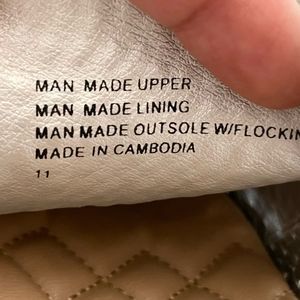 MAN MADE UPPER
MAN MADE LINING
MAN MADE OUTSOLE W/FLOCKIN
MADE IN CAMBODIA
11